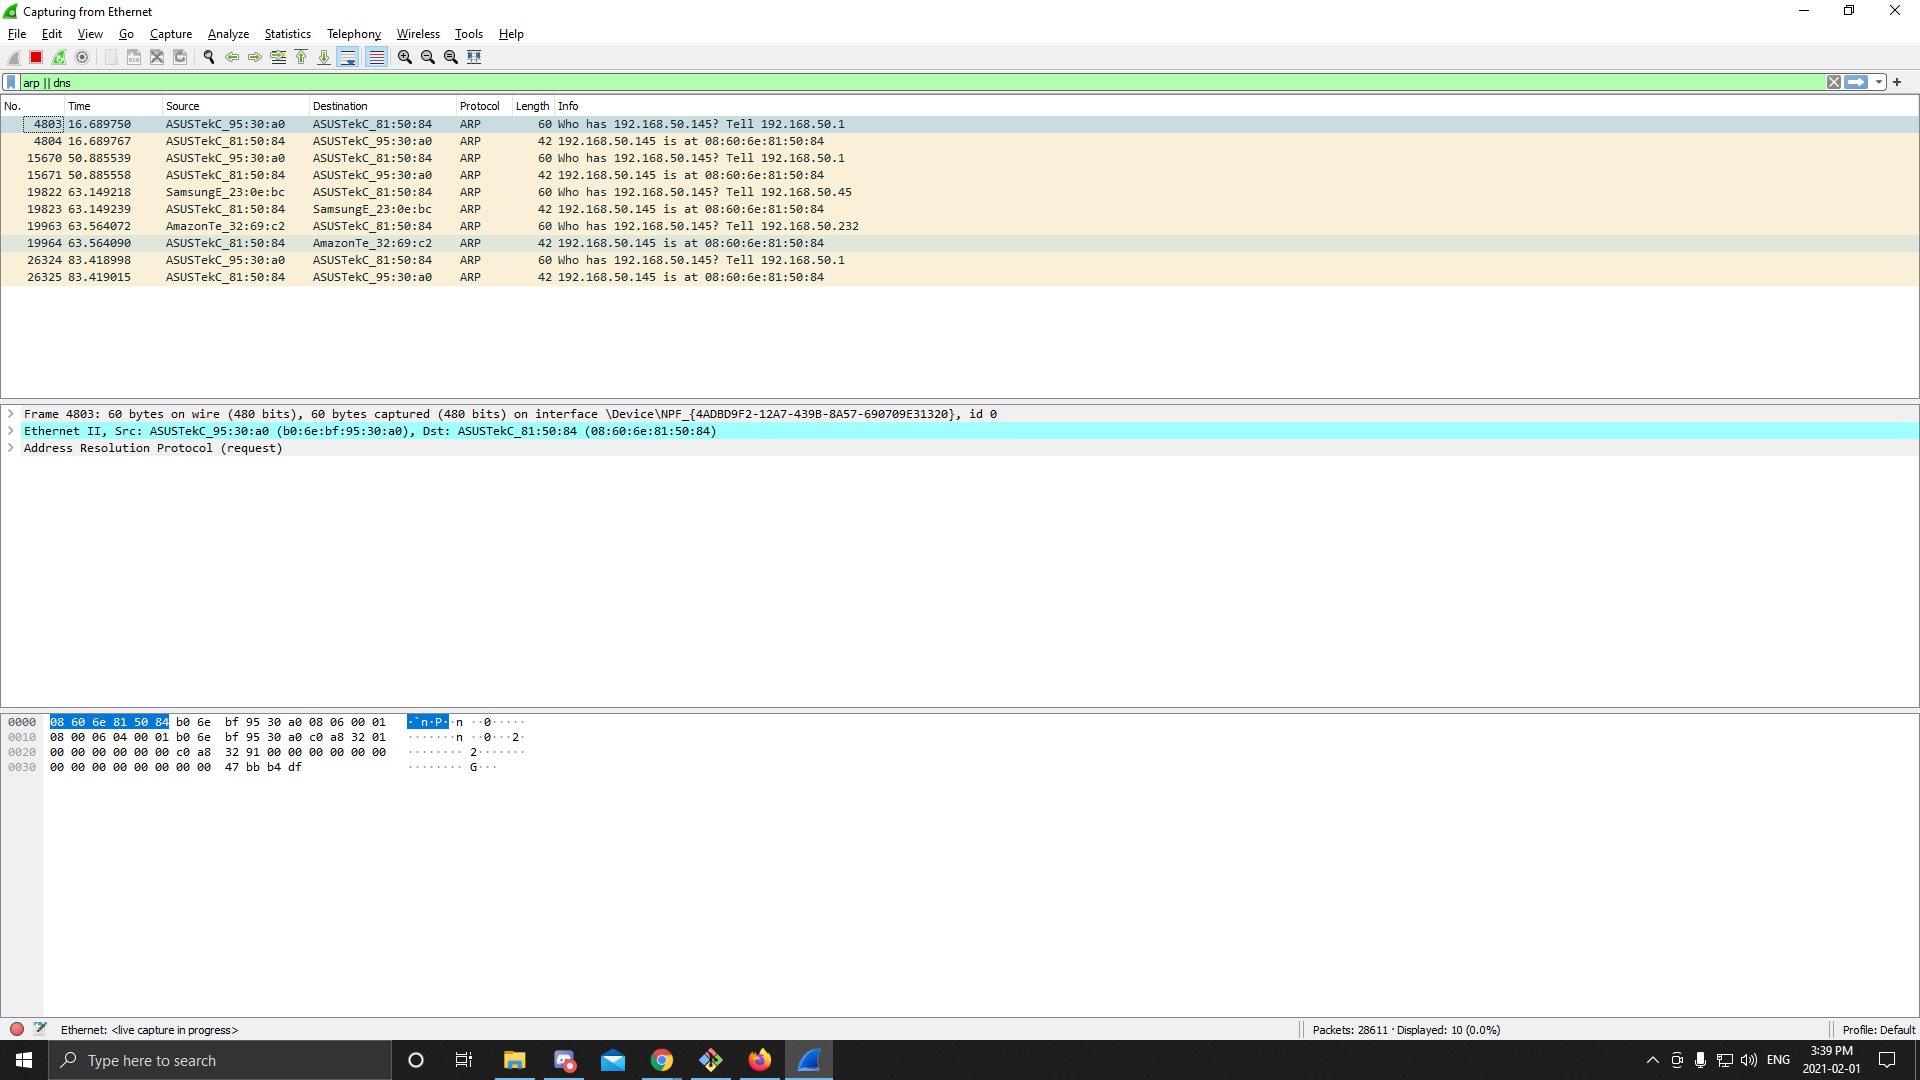 Capturing from Ethernet
File Edit View Go Capture Analyze Statistics Telephony Wireless Tools Help
arp || dns
No. Time Source Destination Protocol Length Info
4803 16.689750 ASUSTekC_95:30:a0 ASUSTekC_81:50:84 ARP 60 Who has 192.168.50.145? Tell 192.168.50.1
4804 16.689767 ASUSTekC_81:50:84 ASUSTekC_95:30:a0 ARP 42 192.168.50.145 is at 08:60:6e:81:50:84
15670 50.885539 ASUSTekC_95:30:a0 ASUSTekC_81:50:84 ARP 60 Who has 192.168.50.145? Tell 192.168.50.1
15671 50.885558 ASUSTekC_81:50:84 ASUSTekC_95:30:a0 ARP 42 192.168.50.145 is at 08:60:6e:81:50:84
19822 63.149218 SamsungE_23:0e:bc ASUSTekC_81:50:84 ARP 60 Who has 192.168.50.145? Tell 192.168.50.45
19823 63.149239 ASUSTekC_81:50:84 SamsungE_23:0e:bc ARP 42 192.168.50.145 is at 08:60:6e:81:50:84
19963 63.564072 AmazonTe_32:69:c2 ASUSTekC_81:50:84 ARP 60 Who has 192.168.50.145? Tell 192.168.50.232
19964 63.564090 ASUSTekC_81:50:84 AmazonTe_32:69:c2 ARP 42 192.168.50.145 is at 08:60:6e:81:50:84
26324 83.418998 ASUSTekC_95:30:a0 ASUSTekC_81:50:84 ARP 60 Who has 192.168.50.145? Tell 192.168.50.1
26325 83.419015 ASUSTekC_81:50:84 ASUSTekC_95:30:a0 ARP 42 192.168.50.145 is at 08:60:6e:81:50:84
Frame 4803: 60 bytes on wire (480 bits), 60 bytes captured (480 bits) on interface \Device\NPF_{4ADBD9F2-12A7-439B-8A57-690709E31320}, id 0
Ethernet II, Src: ASUSTekC_95:30:a0 (b0:6e:bf:95:30:a0), Dst: ASUSTekC_81:50:84 (08:60:6e:81:50:84)
Address Resolution Protocol (request)
0000 08 60 6e 81 50 84 b0 6e bf 95 30 a0 08 06 00 01 ·`n·P··n ··0·····
0010 08 00 06 04 00 01 b0 6e bf 95 30 a0 c0 a8 32 01 ·······n ··0···2·
0020 00 00 00 00 00 00 c0 a8 32 91 00 00 00 00 00 00 ········ 2·······
0030 00 00 00 00 00 00 00 00 47 bb b4 df ········ G···
Ethernet: <live capture in progress>
Packets: 28611 · Displayed: 10 (0.0%)
Profile: Default
Type here to search
ENG
3:39 PM
2021-02-01